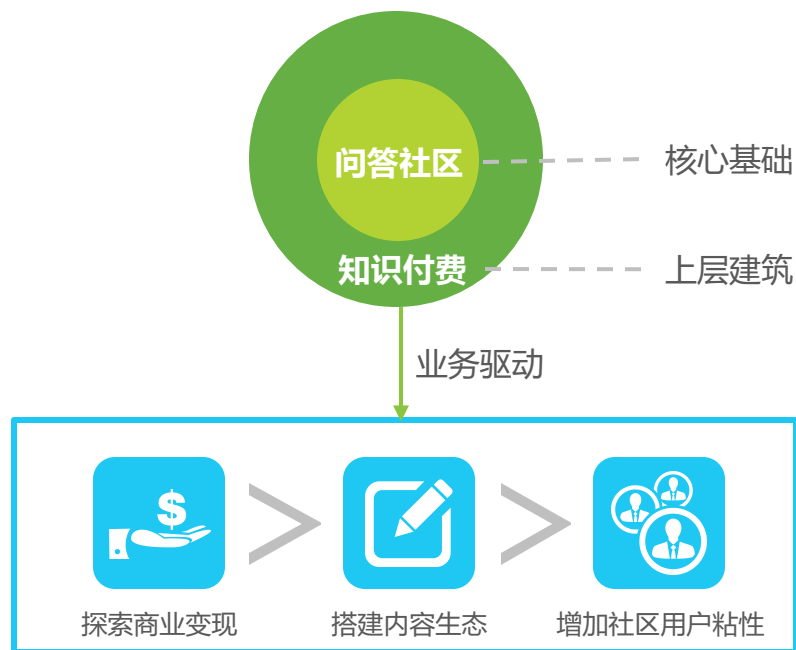 问答社区
核心基础
知识付费
上层建筑
业务驱动
$
探索商业变现
搭建内容生态
增加社区用户粘性